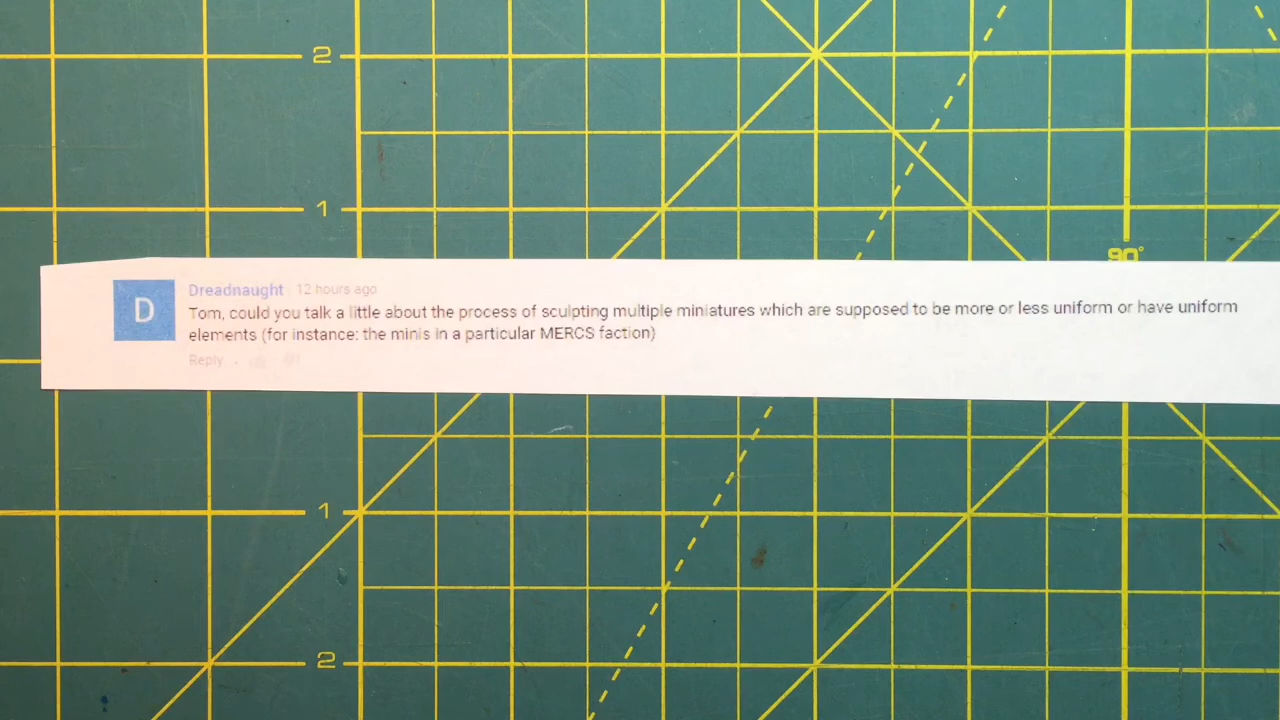 2
1
90°
D
Dreadnaught 12 hours ago
Tom, could you talk a little about the process of sculpting multiple miniatures which are supposed to be more or less uniform or have uniform
elements (for instance: the minis in a particular MERCS faction)
Reply
1
2